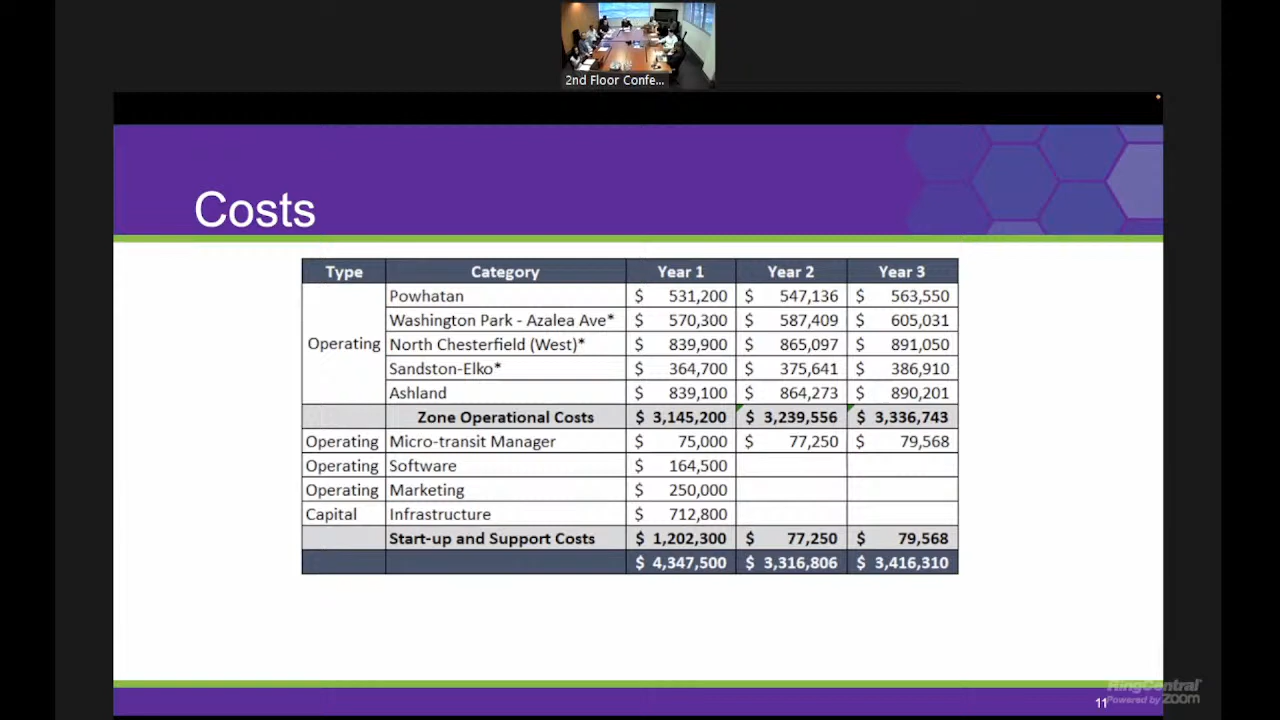 2nd Floor Confe...
Costs
Type Category Year 1 Year 2 Year 3
Powhatan $ 531,200 $ 547,136 $ 563,550
Washington Park - Azalea Ave* $ 570,300 $ 587,409 $ 605,031
Operating North Chesterfield (West)* $ 839,900 $ 865,097 $ 891,050
Sandston-Elko* $ 364,700 $ 375,641 $ 386,910
Ashland $ 839,100 $ 864,273 $ 890,201
Zone Operational Costs $ 3,145,200 $ 3,239,556 $ 3,336,743
Operating Micro-transit Manager $ 75,000 $ 77,250 $ 79,568
Operating Software $ 164,500
Operating Marketing $ 250,000
Capital Infrastructure $ 712,800
Start-up and Support Costs $ 1,202,300 $ 77,250 $ 79,568
$ 4,347,500 $ 3,316,806 $ 3,416,310
RingCentral
11 Powered by zoom